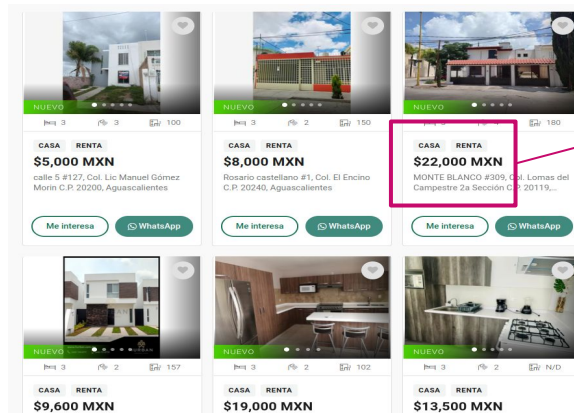 NUEVO
3 3 100
CASA RENTA
$5,000 MXN
calle 5 #127, Col. Lic Manuel Gómez
Morin C.P. 20200, Aguascalientes
Me interesa WhatsApp
NUEVO
3 2 150
CASA RENTA
$8,000 MXN
Rosario castellano #1, Col. El Encino
C.P. 20240, Aguascalientes
Me interesa WhatsApp
NUEVO
180
CASA RENTA
$22,000 MXN
MONTE BLANCO #309, Col. Lomas del
Campestre 2a Sección C.P. 20119,...
Me interesa WhatsApp
NUEVO
3 2 157
CASA RENTA
$9,600 MXN
NUEVO
3 2 102
CASA RENTA
$19,000 MXN
NUEVO
3 2 N/D
CASA RENTA
$13,500 MXN